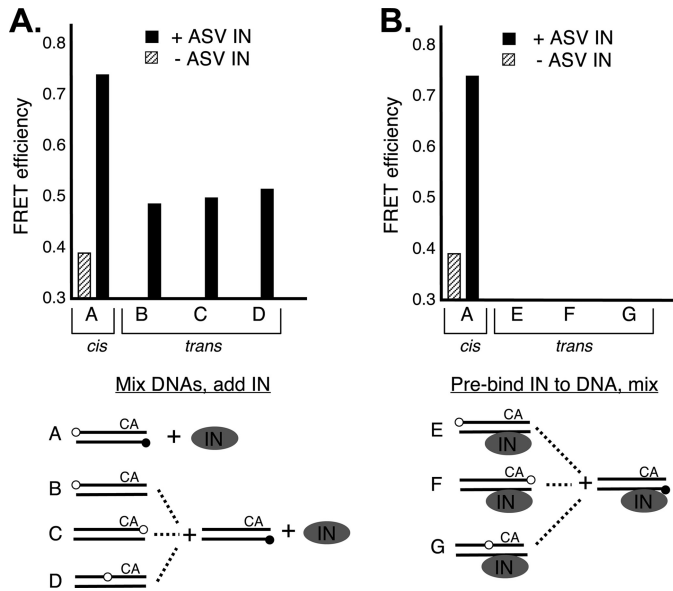 A.
+ ASV IN
- ASV IN
FRET efficiency
0.8
0.7
0.6
0.5
0.4
0.3
A B C D
cis trans
Mix DNAs, add IN
A CA + IN
B CA
C CA + CA + IN
D CA
B.
+ ASV IN
- ASV IN
FRET efficiency
0.8
0.7
0.6
0.5
0.4
0.3
A E F G
cis trans
Pre-bind IN to DNA, mix
E CA IN
F CA IN + CA IN
G CA IN